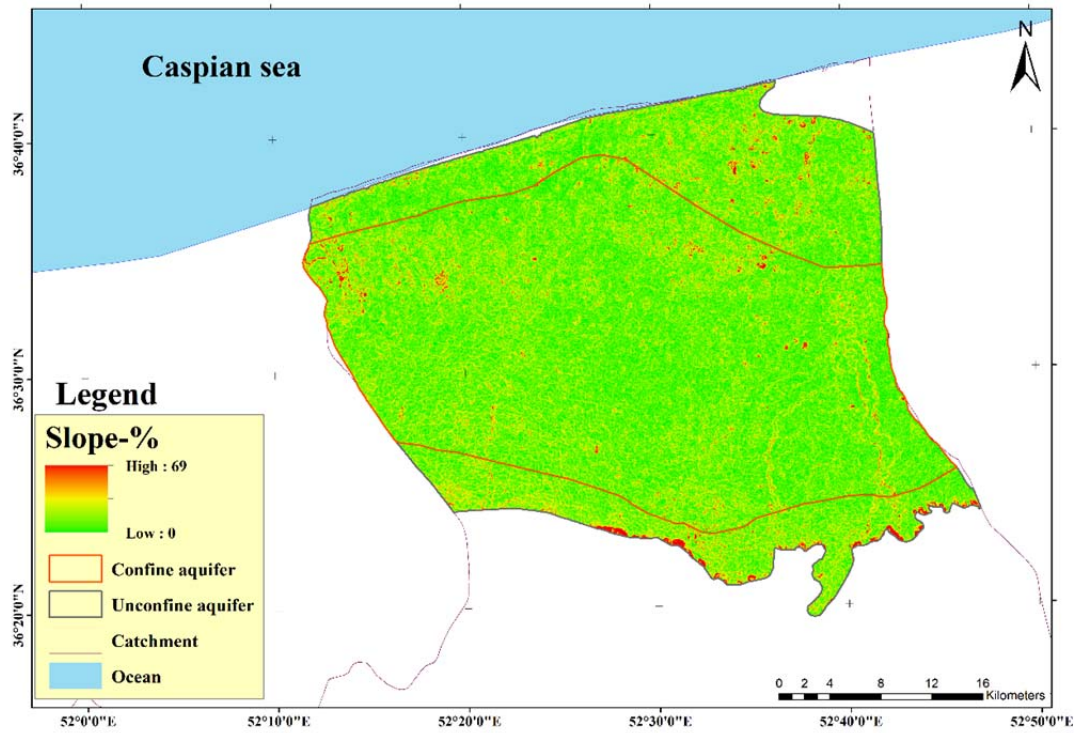 Caspian sea
N
36°40'0"N
36°30'0"N
36°20'0"N
Legend
Slope-%
High : 69
Low : 0
Confine aquifer
Unconfine aquifer
Catchment
Ocean
0 2 4 8 12 16
Kilometers
52°0'0"E 52°10'0"E 52°20'0"E 52°30'0"E 52°40'0"E 52°50'0"E